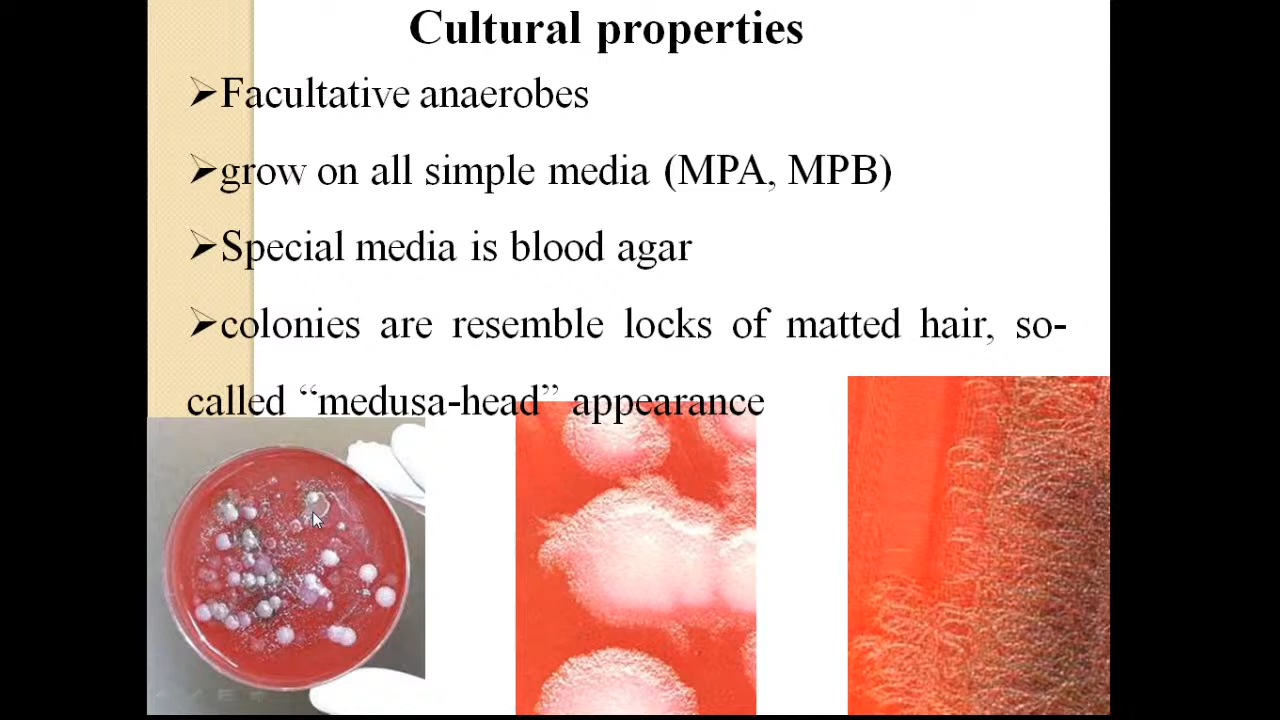 Cultural properties
➢Facultative anaerobes
➢grow on all simple media (MPA, MPB)
➢Special media is blood agar
➢colonies are resemble locks of matted hair, so-
called “medusa-head” appearance